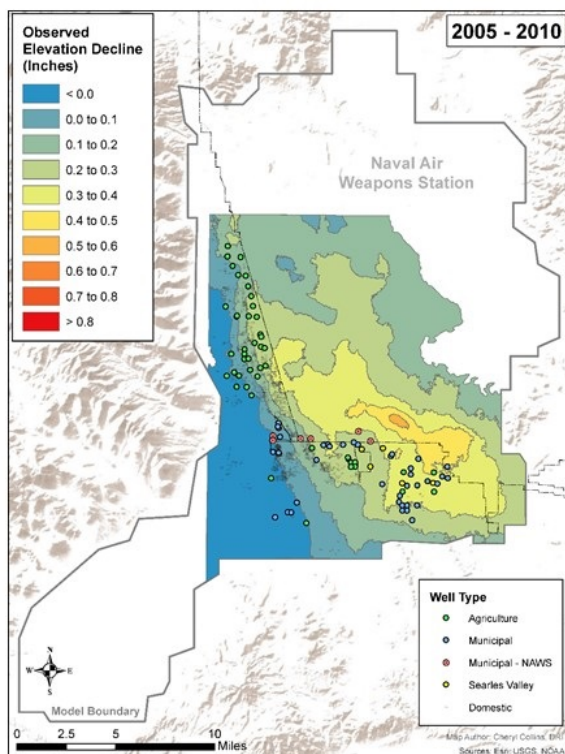 Observed
Elevation Decline
(Inches)
< 0.0
0.0 to 0.1
0.1 to 0.2
0.2 to 0.3
0.3 to 0.4
0.4 to 0.5
0.5 to 0.6
0.6 to 0.7
0.7 to 0.8
> 0.8
2005 - 2010
Naval Air
Weapons Station
Well Type
Agriculture
Municipal
Municipal - NAWS
Searles Valley
Domestic
N
W E
S
Model Boundary
0 2.5 5 10
Miles
Map Author: Cheryl Collins, DRI
Sources: Esri, USGS, NOAA